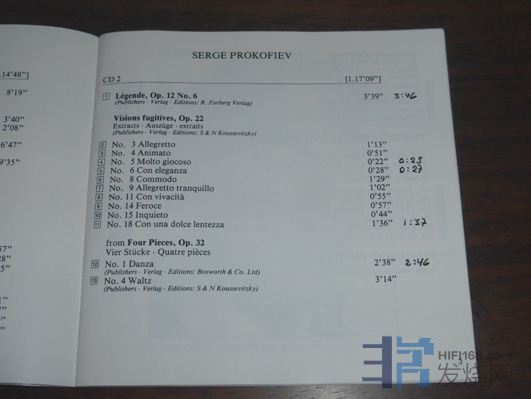 .14'48"]
8'19"
3'40"
2'08"
6'47"
9'35"
SERGE PROKOFIEV
CD 2 [1.17'09"]
1 Légende, Op. 12 No. 6 3'39" 3:46
(Publishers · Verlag · Editions: R. Forberg Verlag)
Visions fugitives, Op. 22
Extracts · Auszüge · extraits
(Publishers · Verlag · Editions: S & N Koussevitzky)
2 No. 3 Allegretto 1'13"
3 No. 4 Animato 0'51"
4 No. 5 Molto giocoso 0'22" 0:23
5 No. 6 Con eleganza 0'28" 0:27
6 No. 8 Commodo 1'29"
7 No. 9 Allegretto tranquillo 1'02"
8 No. 11 Con vivacità 0'55"
9 No. 14 Feroce 0'57"
10 No. 15 Inquieto 0'44"
11 No. 18 Con una dolce lentezza 1'36" 1:37
from Four Pieces, Op. 32
Vier Stücke · Quatre pièces
12 No. 1 Danza 2'38" 2:46
(Publishers · Verlag · Editions: Bosworth & Co. Ltd)
13 No. 4 Waltz 3'14"
(Publishers · Verlag · Editions: S & N Koussevitzky)
3
HIFI168.com
发烧网